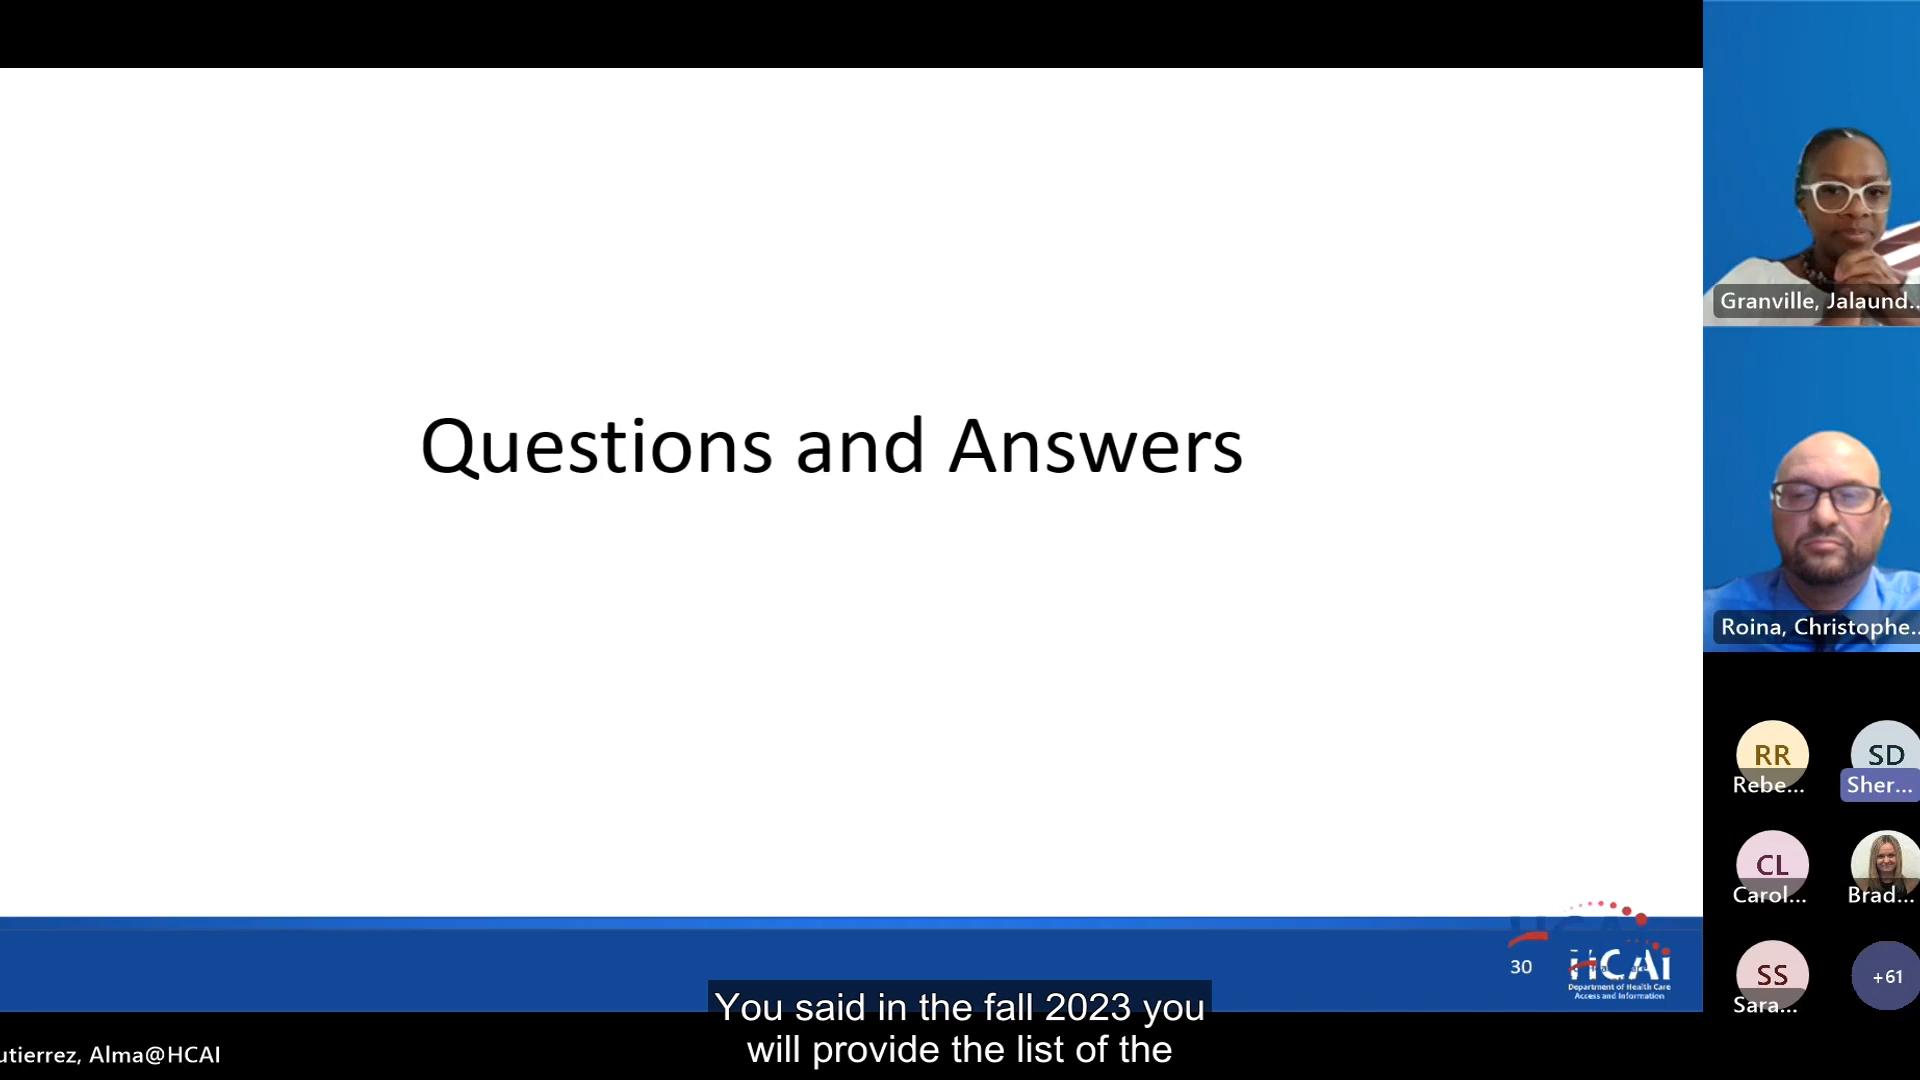 Questions and Answers
Granville, Jalaund...
Roina, Christophe...
RR
SD
Rebe...
Sher...
CL
Carol...
Brad...
SS
+61
Sara...
30
HCAI
Department of Health Care
Access and Information
You said in the fall 2023 you
will provide the list of the
utierrez, Alma@HCAI